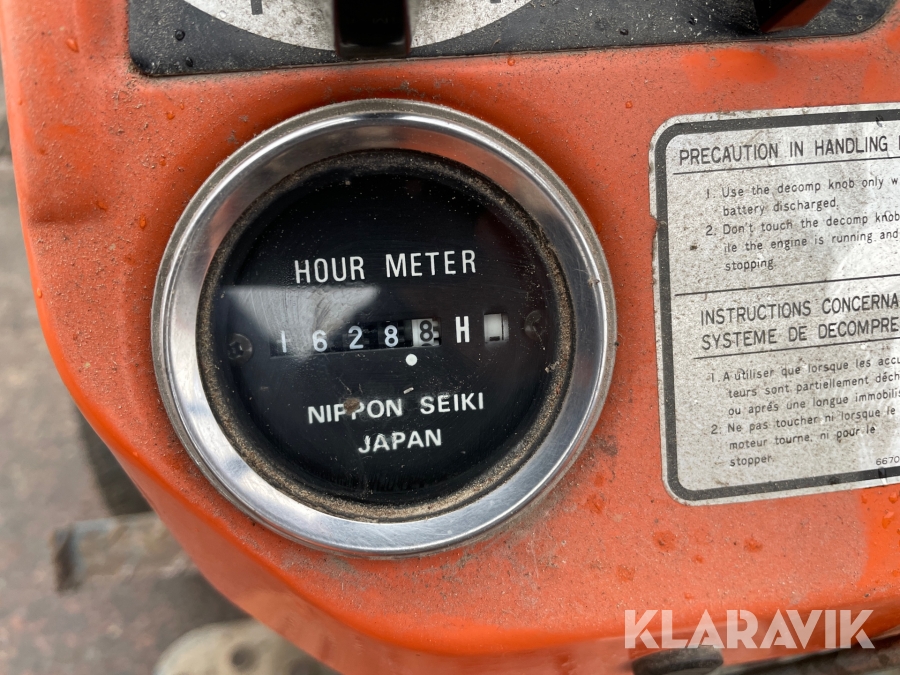 HOUR METER
16288 H
NIPPON SEIKI
JAPAN
PRECAUTION IN HANDLING
1. Use the decomp knob only
battery discharged.
2. Don't touch the decomp knob
ile the engine is running and
stopping.
INSTRUCTIONS CONCERNA
SYSTEME DE DECOMPRE
1. A utiliser que lorsque les accu
teurs sont partiellement déch
ou après une longue immobilis
2. Ne pas toucher ni lorsque le
moteur tourne, ni pour le
stopper.
6670
KLARAVIK